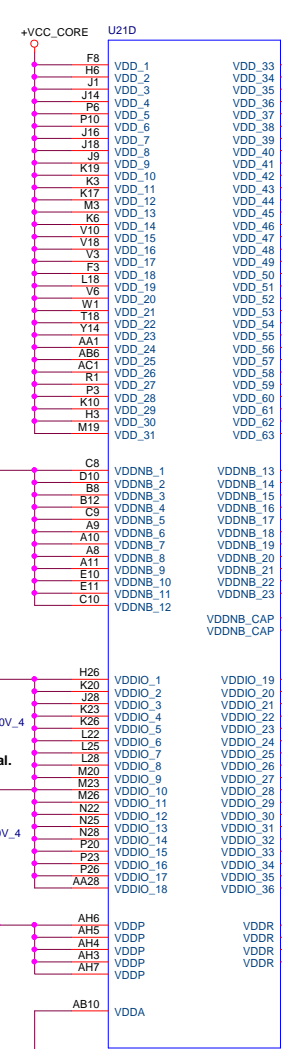 +VCC_CORE U21D
F8 VDD_1 VDD_33
H6 VDD_2 VDD_34
J1 VDD_3 VDD_35
J14 VDD_4 VDD_36
P6 VDD_5 VDD_37
P10 VDD_6 VDD_38
J16 VDD_7 VDD_39
J18 VDD_8 VDD_40
J9 VDD_9 VDD_41
K19 VDD_10 VDD_42
K3 VDD_11 VDD_43
K17 VDD_12 VDD_44
M3 VDD_13 VDD_45
K6 VDD_14 VDD_46
V10 VDD_15 VDD_47
V18 VDD_16 VDD_48
V3 VDD_17 VDD_49
F3 VDD_18 VDD_50
L18 VDD_19 VDD_51
V6 VDD_20 VDD_52
W1 VDD_21 VDD_53
T18 VDD_22 VDD_54
Y14 VDD_23 VDD_55
AA1 VDD_24 VDD_56
AB6 VDD_25 VDD_57
AC1 VDD_26 VDD_58
R1 VDD_27 VDD_59
P3 VDD_28 VDD_60
K10 VDD_29 VDD_61
H3 VDD_30 VDD_62
M19 VDD_31 VDD_63
C8 VDDNB_1 VDDNB_13
D10 VDDNB_2 VDDNB_14
B8 VDDNB_3 VDDNB_15
B12 VDDNB_4 VDDNB_16
C9 VDDNB_5 VDDNB_17
A9 VDDNB_6 VDDNB_18
A10 VDDNB_7 VDDNB_19
A8 VDDNB_8 VDDNB_20
A11 VDDNB_9 VDDNB_21
E10 VDDNB_10 VDDNB_22
E11 VDDNB_11 VDDNB_23
C10 VDDNB_12
VDDNB_CAP
VDDNB_CAP
H26 VDDIO_1 VDDIO_19
K20 VDDIO_2 VDDIO_20
J28 VDDIO_3 VDDIO_21
K23 VDDIO_4 VDDIO_22
0V_4 K26 VDDIO_5 VDDIO_23
L22 VDDIO_6 VDDIO_24
L25 VDDIO_7 VDDIO_25
al. L28 VDDIO_8 VDDIO_26
M20 VDDIO_9 VDDIO_27
M23 VDDIO_10 VDDIO_28
M26 VDDIO_11 VDDIO_29
N22 VDDIO_12 VDDIO_30
N25 VDDIO_13 VDDIO_31
0V_4 N28 VDDIO_14 VDDIO_32
P20 VDDIO_15 VDDIO_33
P23 VDDIO_16 VDDIO_34
P26 VDDIO_17 VDDIO_35
AA28 VDDIO_18 VDDIO_36
AH6 VDDP VDDR
AH5 VDDP VDDR
AH4 VDDP VDDR
AH3 VDDP VDDR
AH7 VDDP
AB10 VDDA